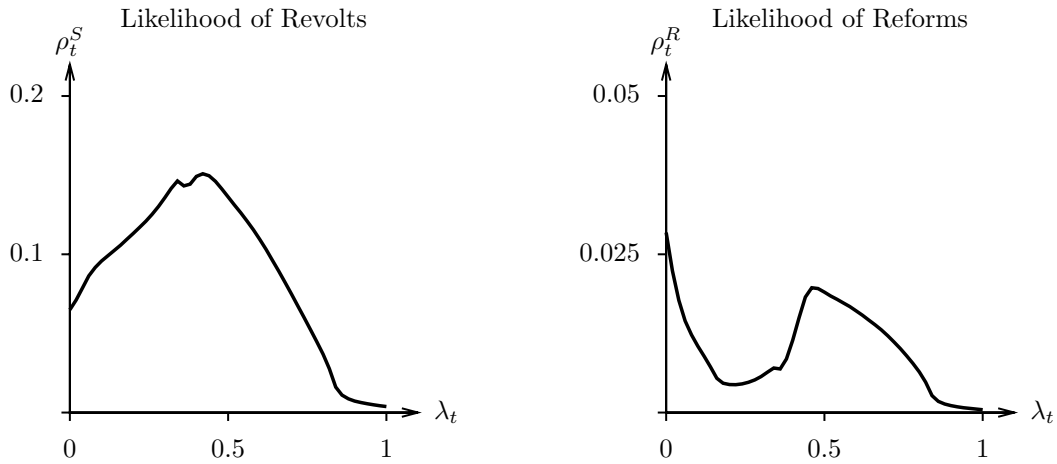 Likelihood of Revolts
ρ_t^S
0.2
0.1
0
0.5
1
λ_t
Likelihood of Reforms
ρ_t^R
0.05
0.025
0
0.5
1
λ_t